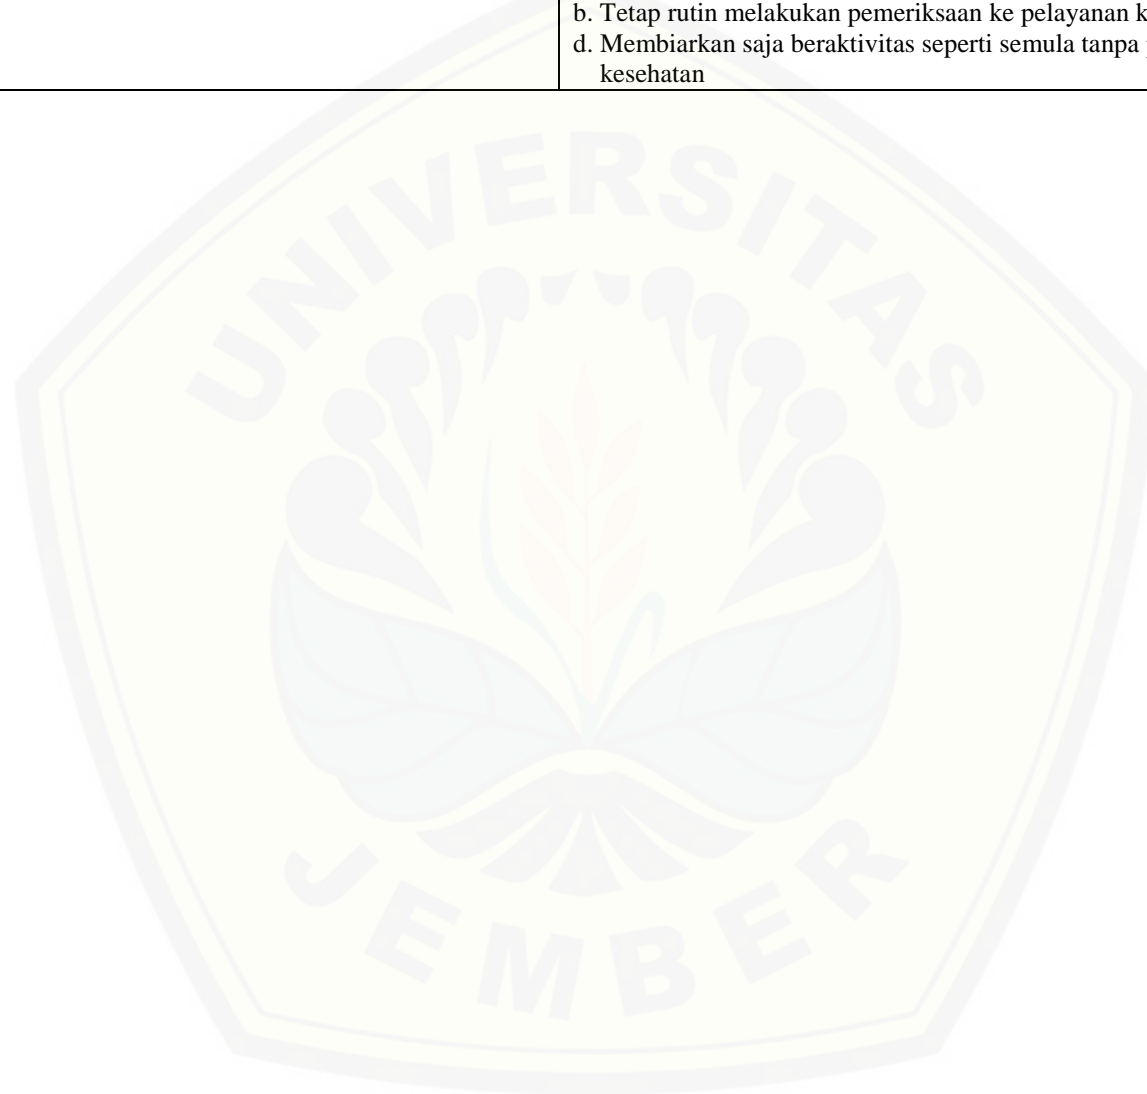 b. Tetap rutin melakukan pemeriksaan ke pelayanan
d. Membiarkan saja beraktivitas seperti semula tanpa
kesehatan
UNIVERSITAS
JEMBER